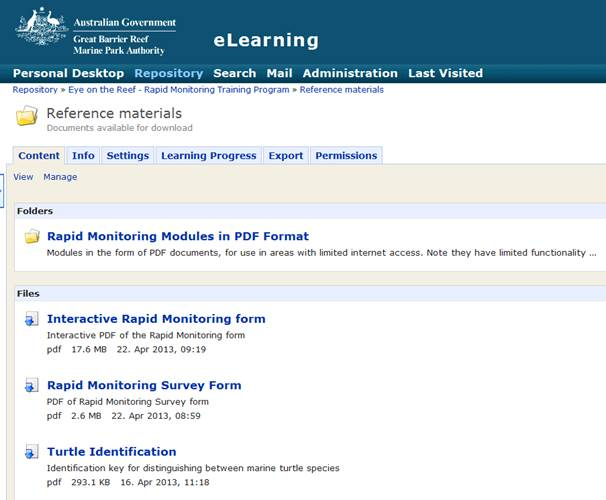 Australian Government
Great Barrier Reef
Marine Park Authority
eLearning
Personal Desktop Repository Search Mail Administration Last Visited
Repository » Eye on the Reef - Rapid Monitoring Training Program » Reference materials
Reference materials
Documents available for download
Content Info Settings Learning Progress Export Permissions
View Manage
Folders
Rapid Monitoring Modules in PDF Format
Modules in the form of PDF documents, for use in areas with limited internet access. Note they have limited functionality ...
Files
Interactive Rapid Monitoring form
Interactive PDF of the Rapid Monitoring form
pdf 17.6 MB 22. Apr 2013, 09:19
Rapid Monitoring Survey Form
PDF of Rapid Monitoring Survey form
pdf 2.6 MB 22. Apr 2013, 08:59
Turtle Identification
Identification key for distinguishing between marine turtle species
pdf 293.1 KB 16. Apr 2013, 11:18